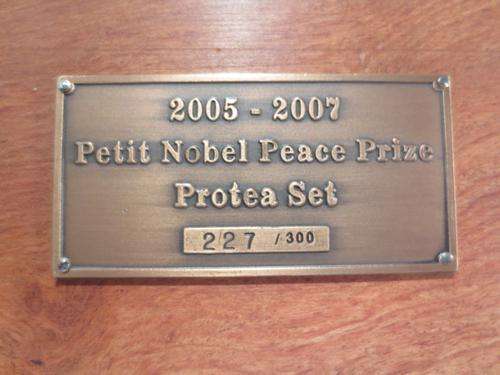 2005 - 2007
Petit Nobel Peace Prize
Protea Set
227 /300